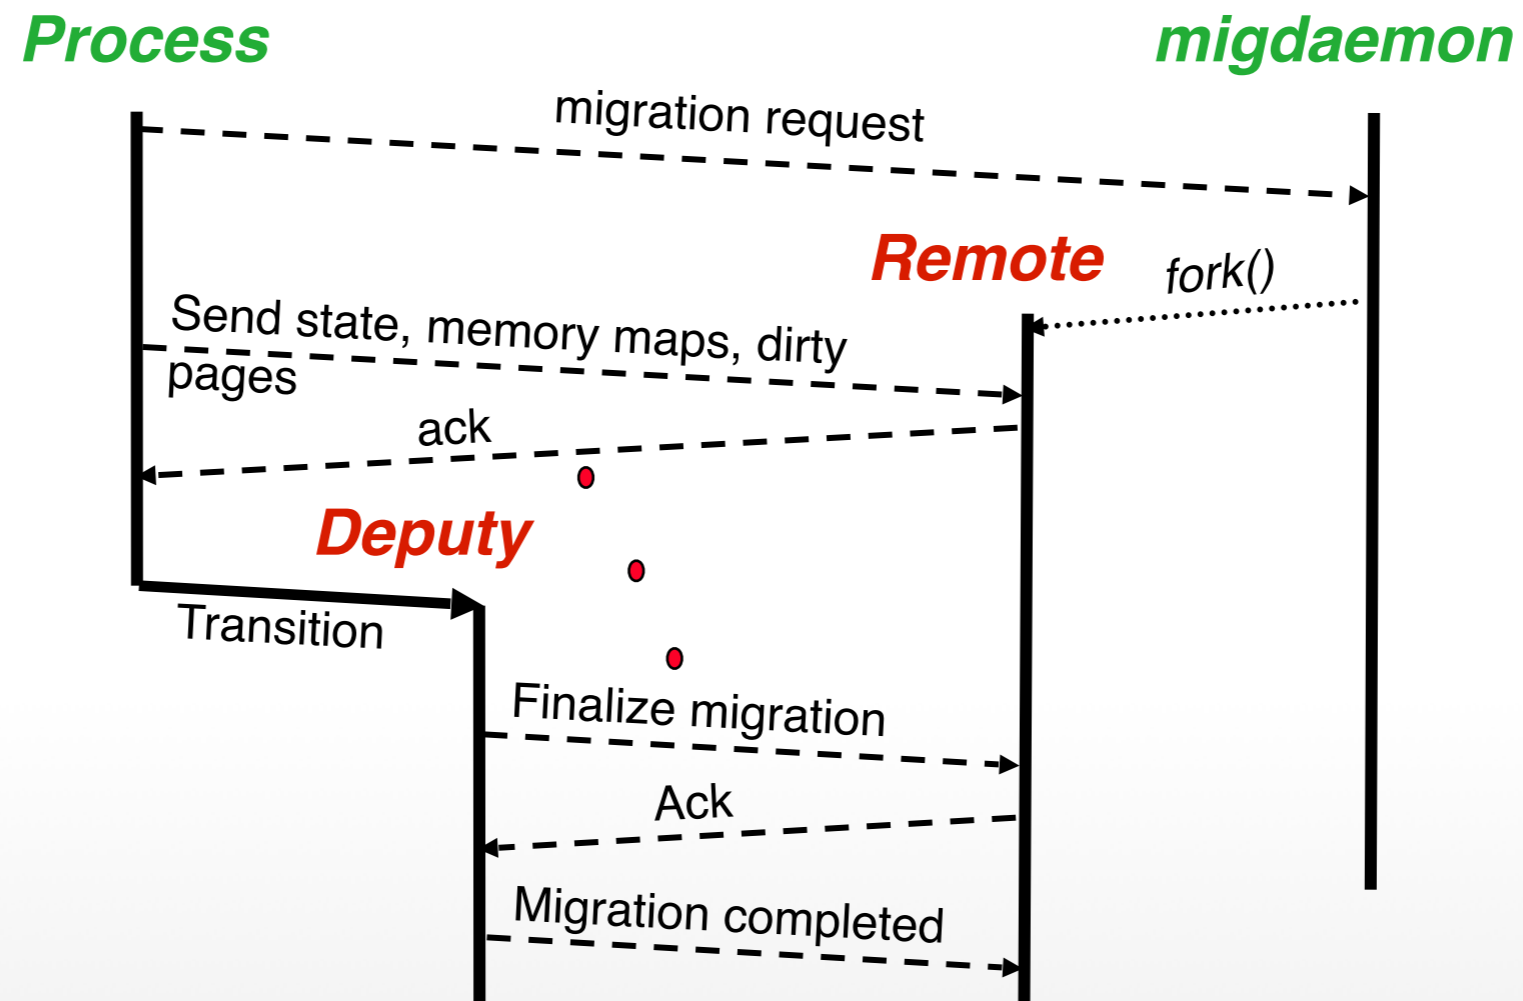 Process
migdaemon
migration request
Remote
fork()
Send state, memory maps, dirty
pages
ack
Deputy
Transition
Finalize migration
Ack
Migration completed